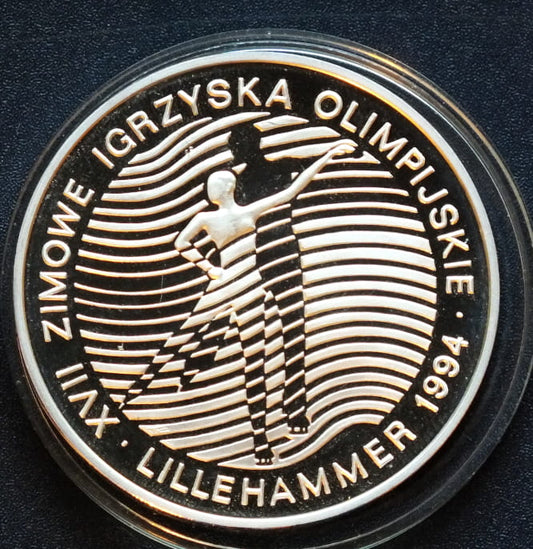 XVII ZIMOWE IGRZYSKA OLIMPIJSKIE ·
LILLEHAMMER 1994 ·